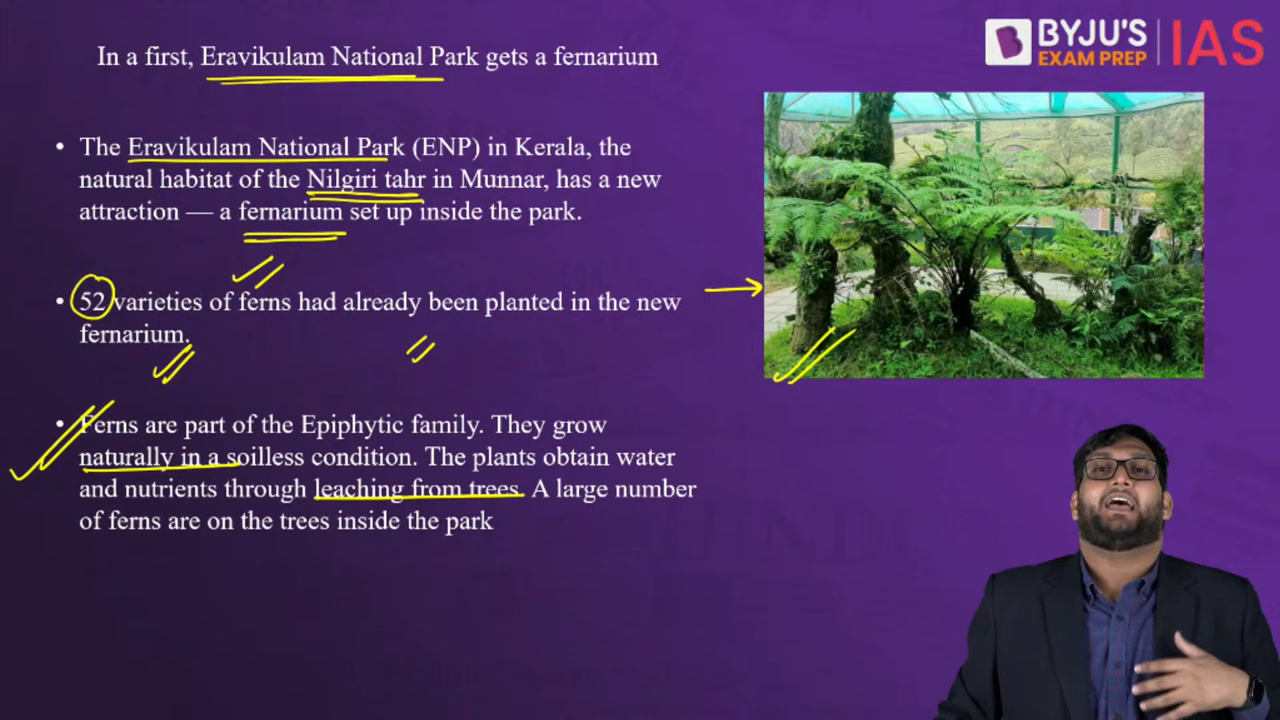 In a first, Eravikulam National Park gets a fernarium
BYJU'S
EXAM PREP
IAS
• The Eravikulam National Park (ENP) in Kerala, the
natural habitat of the Nilgiri tahr in Munnar, has a new
attraction — a fernarium set up inside the park.
• 52 varieties of ferns had already been planted in the new
fernarium.
• Ferns are part of the Epiphytic family. They grow
naturally in a soilless condition. The plants obtain water
and nutrients through leaching from trees. A large number
of ferns are on the trees inside the park